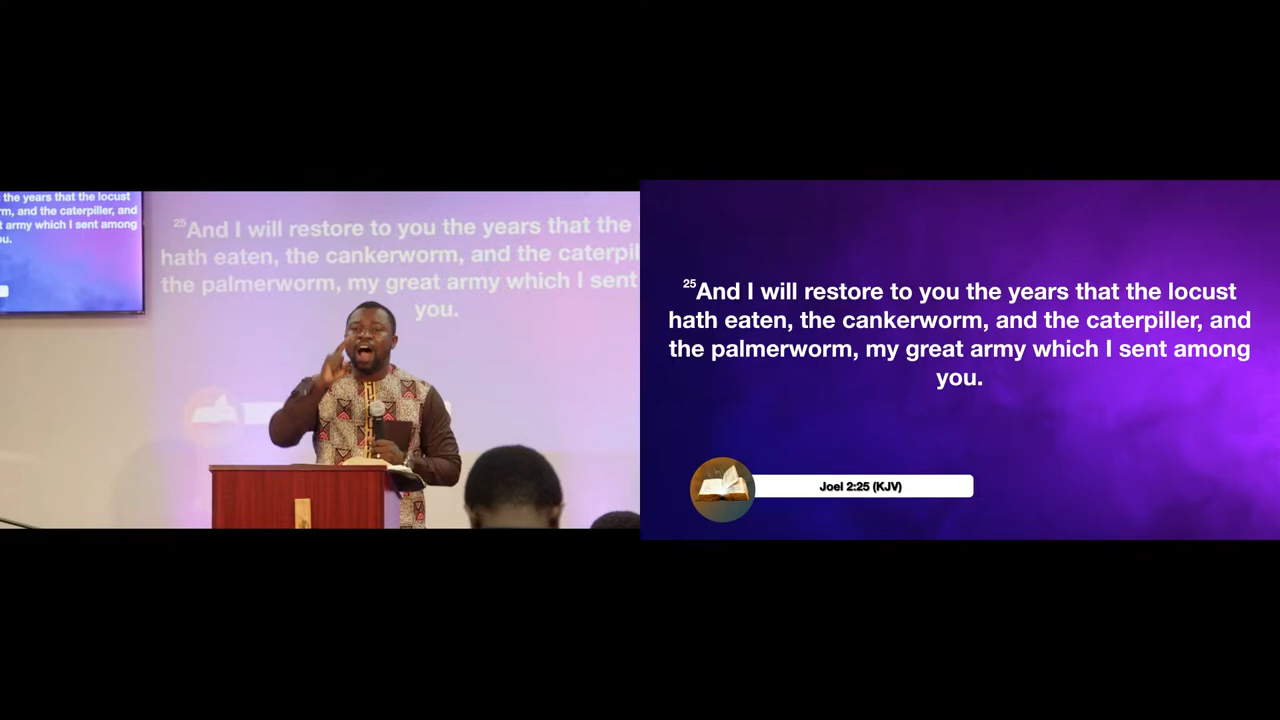 the years that the locust
and the caterpiller, and
army which I sent among
25And I will restore to you the years that the
hath eaten, the cankerworm, and the caterpil
the palmerworm, my great army which I sent
you.
25And I will restore to you the years that the locust
hath eaten, the cankerworm, and the caterpiller, and
the palmerworm, my great army which I sent among
you.
Joel 2:25 (KJV)